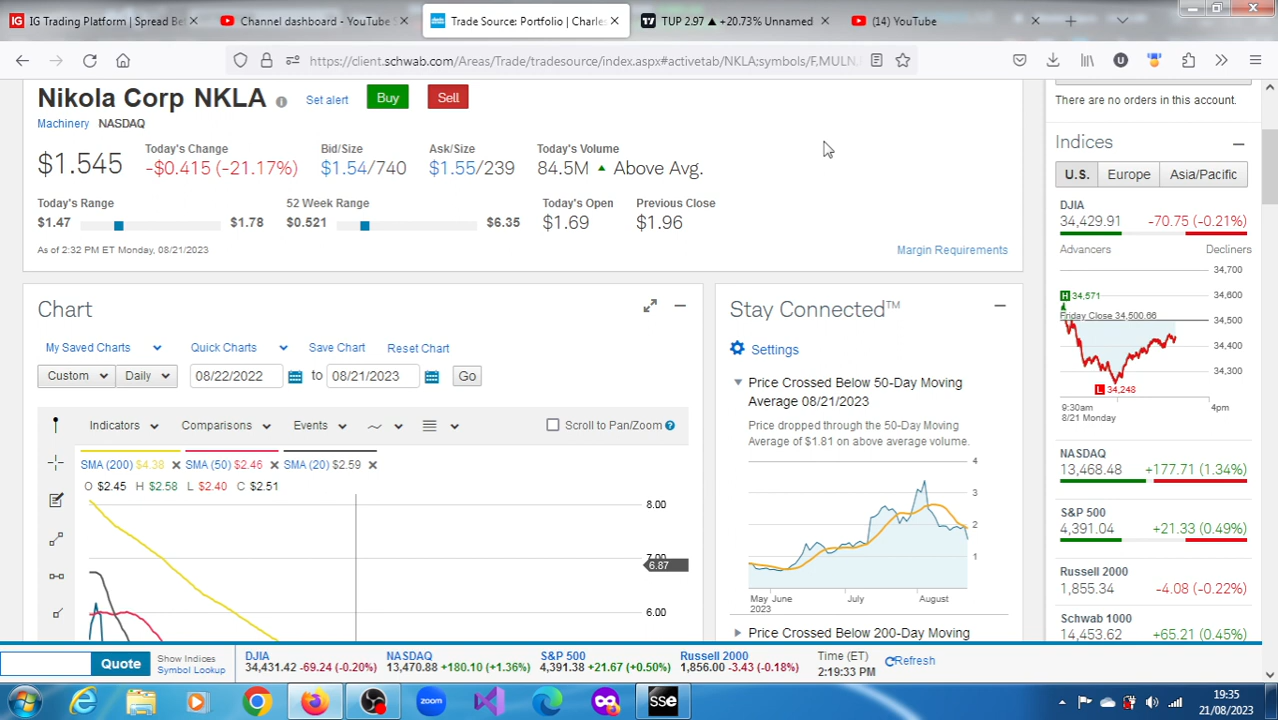 IG Trading Platform | Spread Be
Channel dashboard - YouTube S
Trade Source: Portfolio | Charles
TUP 2.97 ▲ +20.73% Unnamed
(14) YouTube
https://client.schwab.com/Areas/Trade/tradesource/index.aspx#activetab/NKLA;symbols/F,MULN,
Nikola Corp NKLA
Set alert
Buy
Sell
Machinery NASDAQ
$1.545
Today's Change
-$0.415 (-21.17%)
Bid/Size
$1.54/740
Ask/Size
$1.55/239
Today's Volume
84.5M ▲ Above Avg.
Today's Range
$1.47 $1.78
52 Week Range
$0.521 $6.35
Today's Open
$1.69
Previous Close
$1.96
As of 2:32 PM ET Monday, 08/21/2023
Margin Requirements
Chart
My Saved Charts
Quick Charts
Save Chart
Reset Chart
Custom
Daily
08/22/2022 to 08/21/2023 Go
Indicators
Comparisons
Events
Scroll to Pan/Zoom ?
SMA (200) $4.38 SMA (50) $2.46 SMA (20) $2.59
O $2.45 H $2.58 L $2.40 C $2.51
8.00
7.00
6.87
6.00
Stay Connected™
Settings
Price Crossed Below 50-Day Moving
Average 08/21/2023
Price dropped through the 50-Day Moving
Average of $1.81 on above average volume.
4
3
2
1
May June July August
2023
Price Crossed Below 200-Day Moving
There are no orders in this account.
Indices
U.S.
Europe
Asia/Pacific
DJIA
34,429.91 -70.75 (-0.21%)
Advancers Decliners
34,700
H 34,571
34,600
Friday Close 34,500.66
34,500
34,400
34,300
L 34,248
9:30am 4pm
8/21 Monday
NASDAQ
13,468.48 +177.71 (1.34%)
S&P 500
4,391.04 +21.33 (0.49%)
Russell 2000
1,855.34 -4.08 (-0.22%)
Schwab 1000
14,453.62 +65.21 (0.45%)
Quote
Show Indices
Symbol Lookup
DJIA
34,431.42 -69.24 (-0.20%)
NASDAQ
13,470.88 +180.10 (+1.36%)
S&P 500
4,391.38 +21.67 (+0.50%)
Russell 2000
1,856.00 -3.43 (-0.18%)
Time (ET)
2:19:33 PM
Refresh
zoom
SSE
19:35
21/08/2023